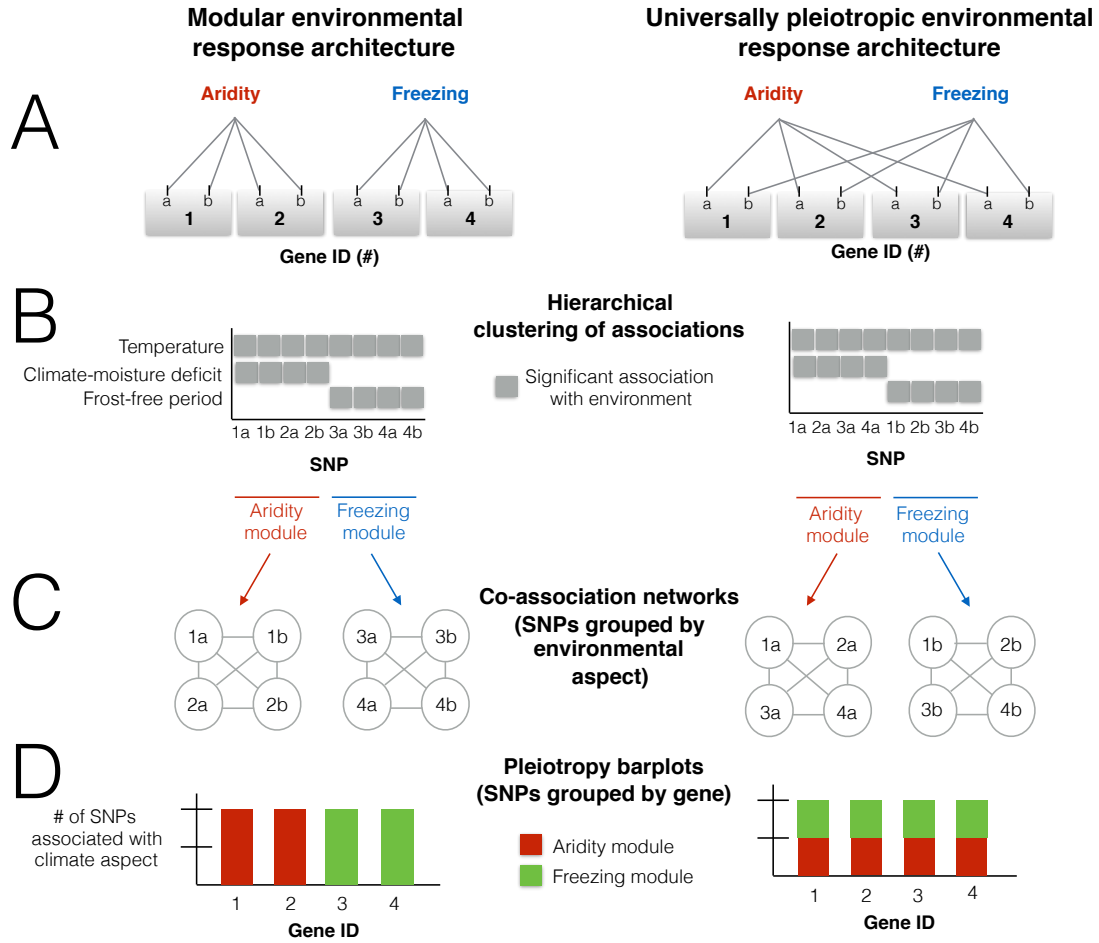 Modular environmental
response architecture
Universally pleiotropic environmental
response architecture
A
Aridity
Freezing
Aridity
Freezing
a b a b a b a b
1 2 3 4
Gene ID (#)
a b a b a b a b
1 2 3 4
Gene ID (#)
B
Hierarchical
clustering of associations
Temperature
Climate-moisture deficit
Frost-free period
1a 1b 2a 2b 3a 3b 4a 4b
SNP
Significant association
with environment
1a 2a 3a 4a 1b 2b 3b 4b
SNP
Aridity
module
Freezing
module
Aridity
module
Freezing
module
C
Co-association networks
(SNPs grouped by
environmental
aspect)
1a 1b
2a 2b
3a 3b
4a 4b
1a 2a
3a 4a
1b 2b
3b 4b
D
Pleiotropy barplots
(SNPs grouped by gene)
# of SNPs
associated with
climate aspect
1 2 3 4
Gene ID
Aridity module
Freezing module
1 2 3 4
Gene ID